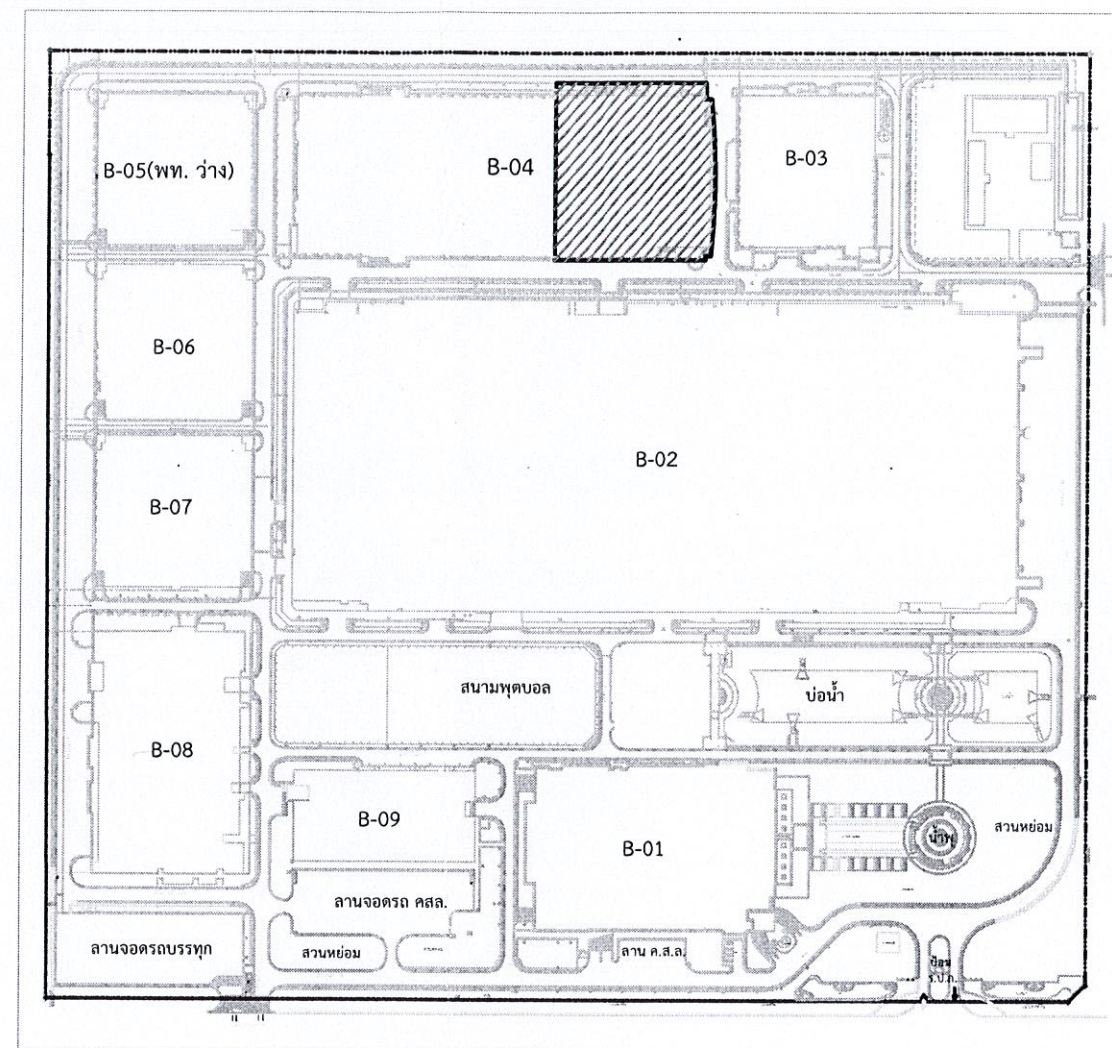 B-05(พท. ว่าง)
B-04
B-03
B-06
B-02
B-07
สนามฟุตบอล
บ่อน้ำ
B-08
B-09
B-01
น้ำพุ
สวนหย่อม
ลานจอดรถ คสล.
ลานจอดรถบรรทุก
สวนหย่อม
ลาน ค.ส.ล.
ป้อม
ร.ป.ภ.